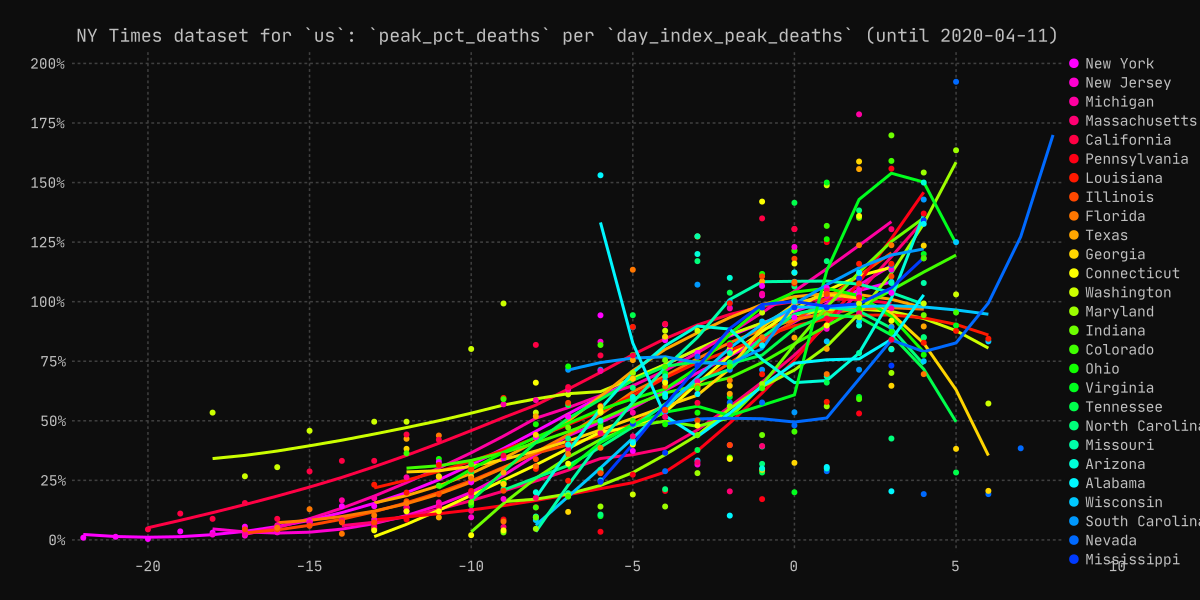 NY Times dataset for `us`: `peak_pct_deaths` per `day_index_peak_deaths` (until 2020-04-11)
200%
175%
150%
125%
100%
75%
50%
25%
0%
-20
-15
-10
-5
0
5
10
New York
New Jersey
Michigan
Massachusetts
California
Pennsylvania
Louisiana
Illinois
Florida
Texas
Georgia
Connecticut
Washington
Maryland
Indiana
Colorado
Ohio
Virginia
Tennessee
North Carolina
Missouri
Arizona
Alabama
Wisconsin
South Carolina
Nevada
Mississippi